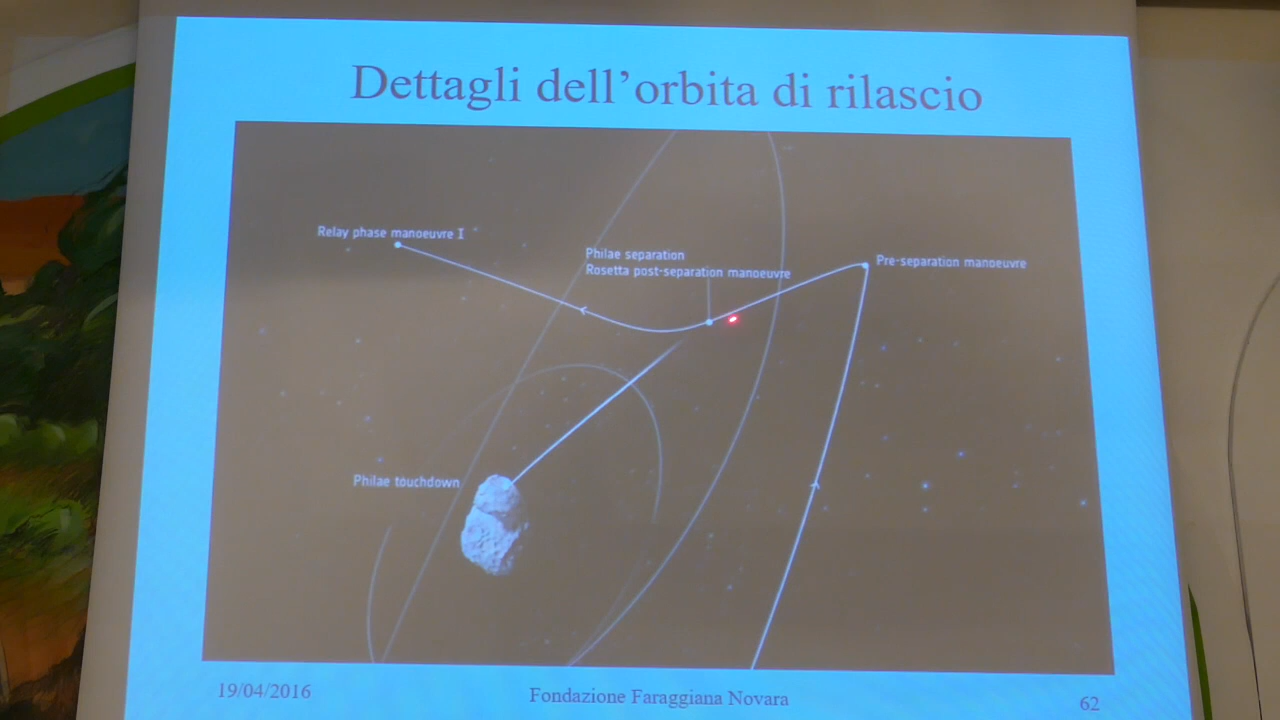 Dettagli dell’orbita di rilascio
Relay phase manoeuvre I
Philae separation
Rosetta post-separation manoeuvre
Pre-separation manoeuvre
Philae touchdown
19/04/2016
Fondazione Faraggiana Novara
62